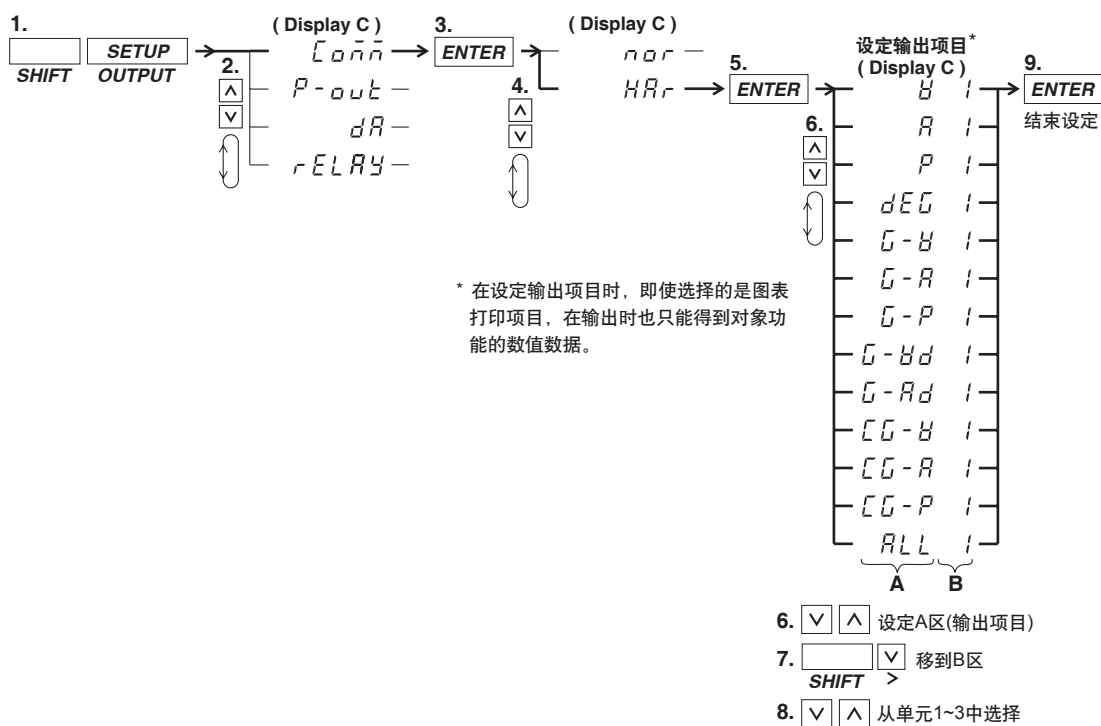 1.
SETUP
SHIFT OUTPUT
2.
( Display C )
Conn
P-out
dA
rELAY
3.
ENTER
4.
( Display C )
nor
HAr
5.
ENTER
6.
设定输出项目*
( Display C )
V 1
A 1
P 1
dEG 1
G-V 1
G-A 1
G-P 1
G-Vd 1
G-Ad 1
CG-V 1
CG-A 1
CG-P 1
ALL 1
A B
9.
ENTER
结束设定
* 在设定输出项目时，即使选择的是图表
打印项目，在输出时也只能得到对象功
能的数值数据。
6. ∨ ∧ 设定A区(输出项目)
7. ∨ 移到B区
SHIFT >
8. ∨ ∧ 从单元1~3中选择